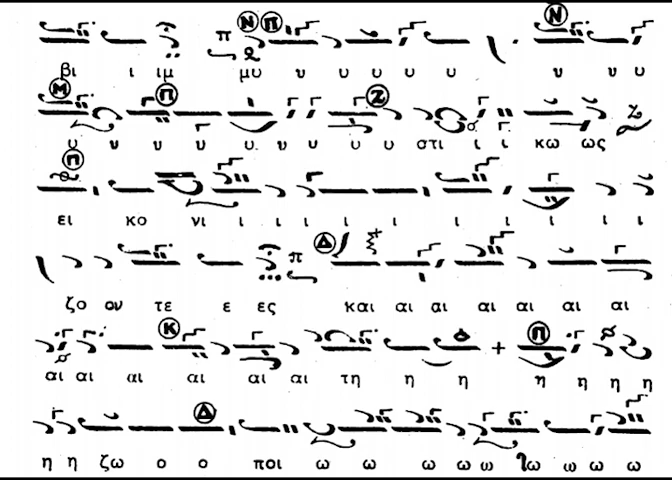 βι ι ιμ μυ υ υ υ υ υ υ υ υ
υ υ υ υ υ υ υ υ υ στι ι ι κω ως
ει κο νι ι ι ι ι ι ι ι ι ι ι
ζο ον τε ε ες και αι αι αι αι αι αι
αι αι αι αι αι αι τη η η η η η η
η η ζω ο ο ποι ω ω ω ω ω ω ω ω ω